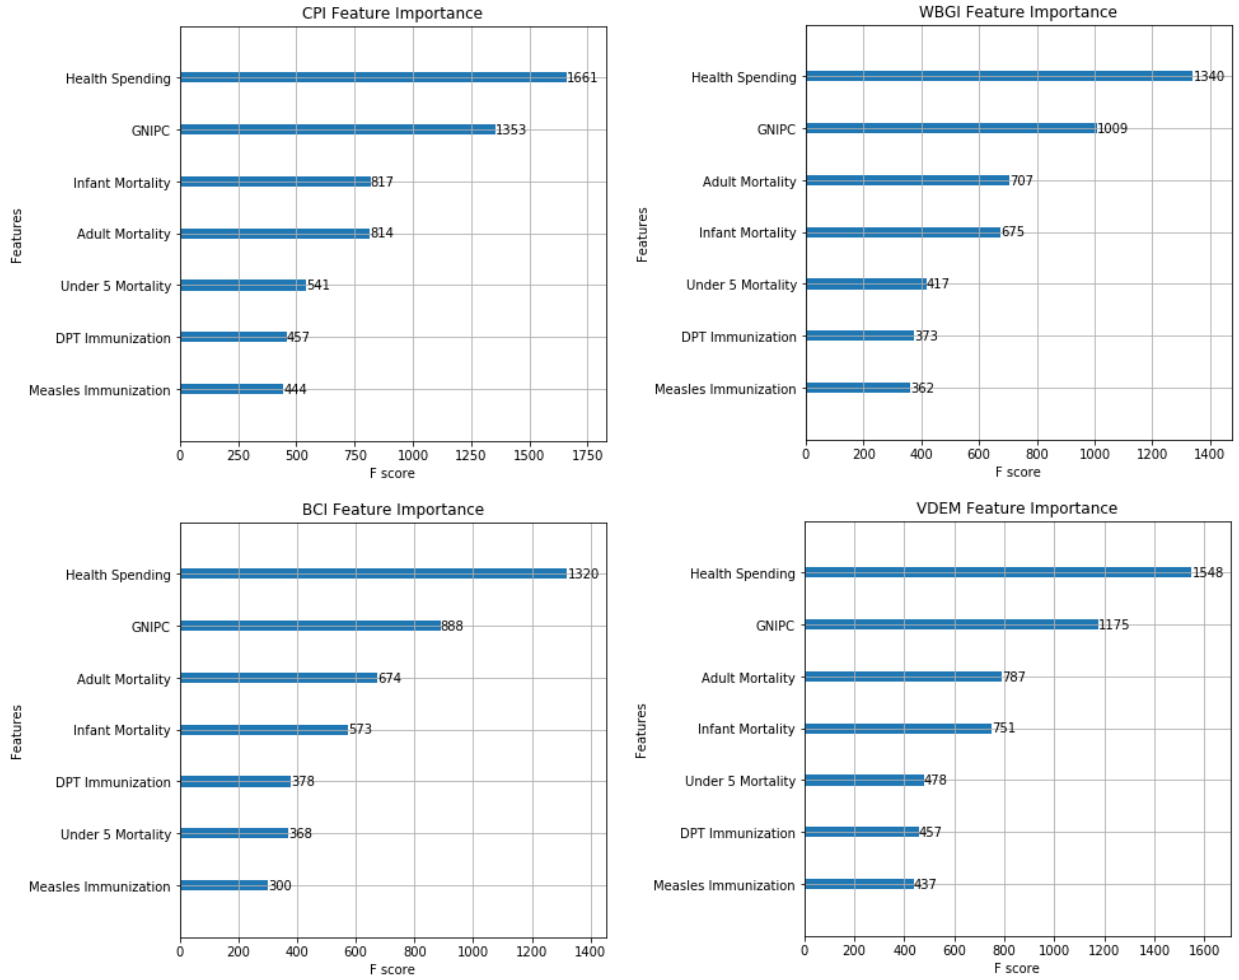 CPI Feature Importance
Health Spending 1661
GNIPC 1353
Infant Mortality 817
Adult Mortality 814
Under 5 Mortality 541
DPT Immunization 457
Measles Immunization 444
Features
0 250 500 750 1000 1250 1500 1750
F score
WBGI Feature Importance
Health Spending 1340
GNIPC 1009
Adult Mortality 707
Infant Mortality 675
Under 5 Mortality 417
DPT Immunization 373
Measles Immunization 362
Features
0 200 400 600 800 1000 1200 1400
F score
BCI Feature Importance
Health Spending 1320
GNIPC 888
Adult Mortality 674
Infant Mortality 573
DPT Immunization 378
Under 5 Mortality 368
Measles Immunization 300
Features
0 200 400 600 800 1000 1200 1400
F score
VDEM Feature Importance
Health Spending 1548
GNIPC 1175
Adult Mortality 787
Infant Mortality 751
Under 5 Mortality 478
DPT Immunization 457
Measles Immunization 437
Features
0 200 400 600 800 1000 1200 1400 1600
F score